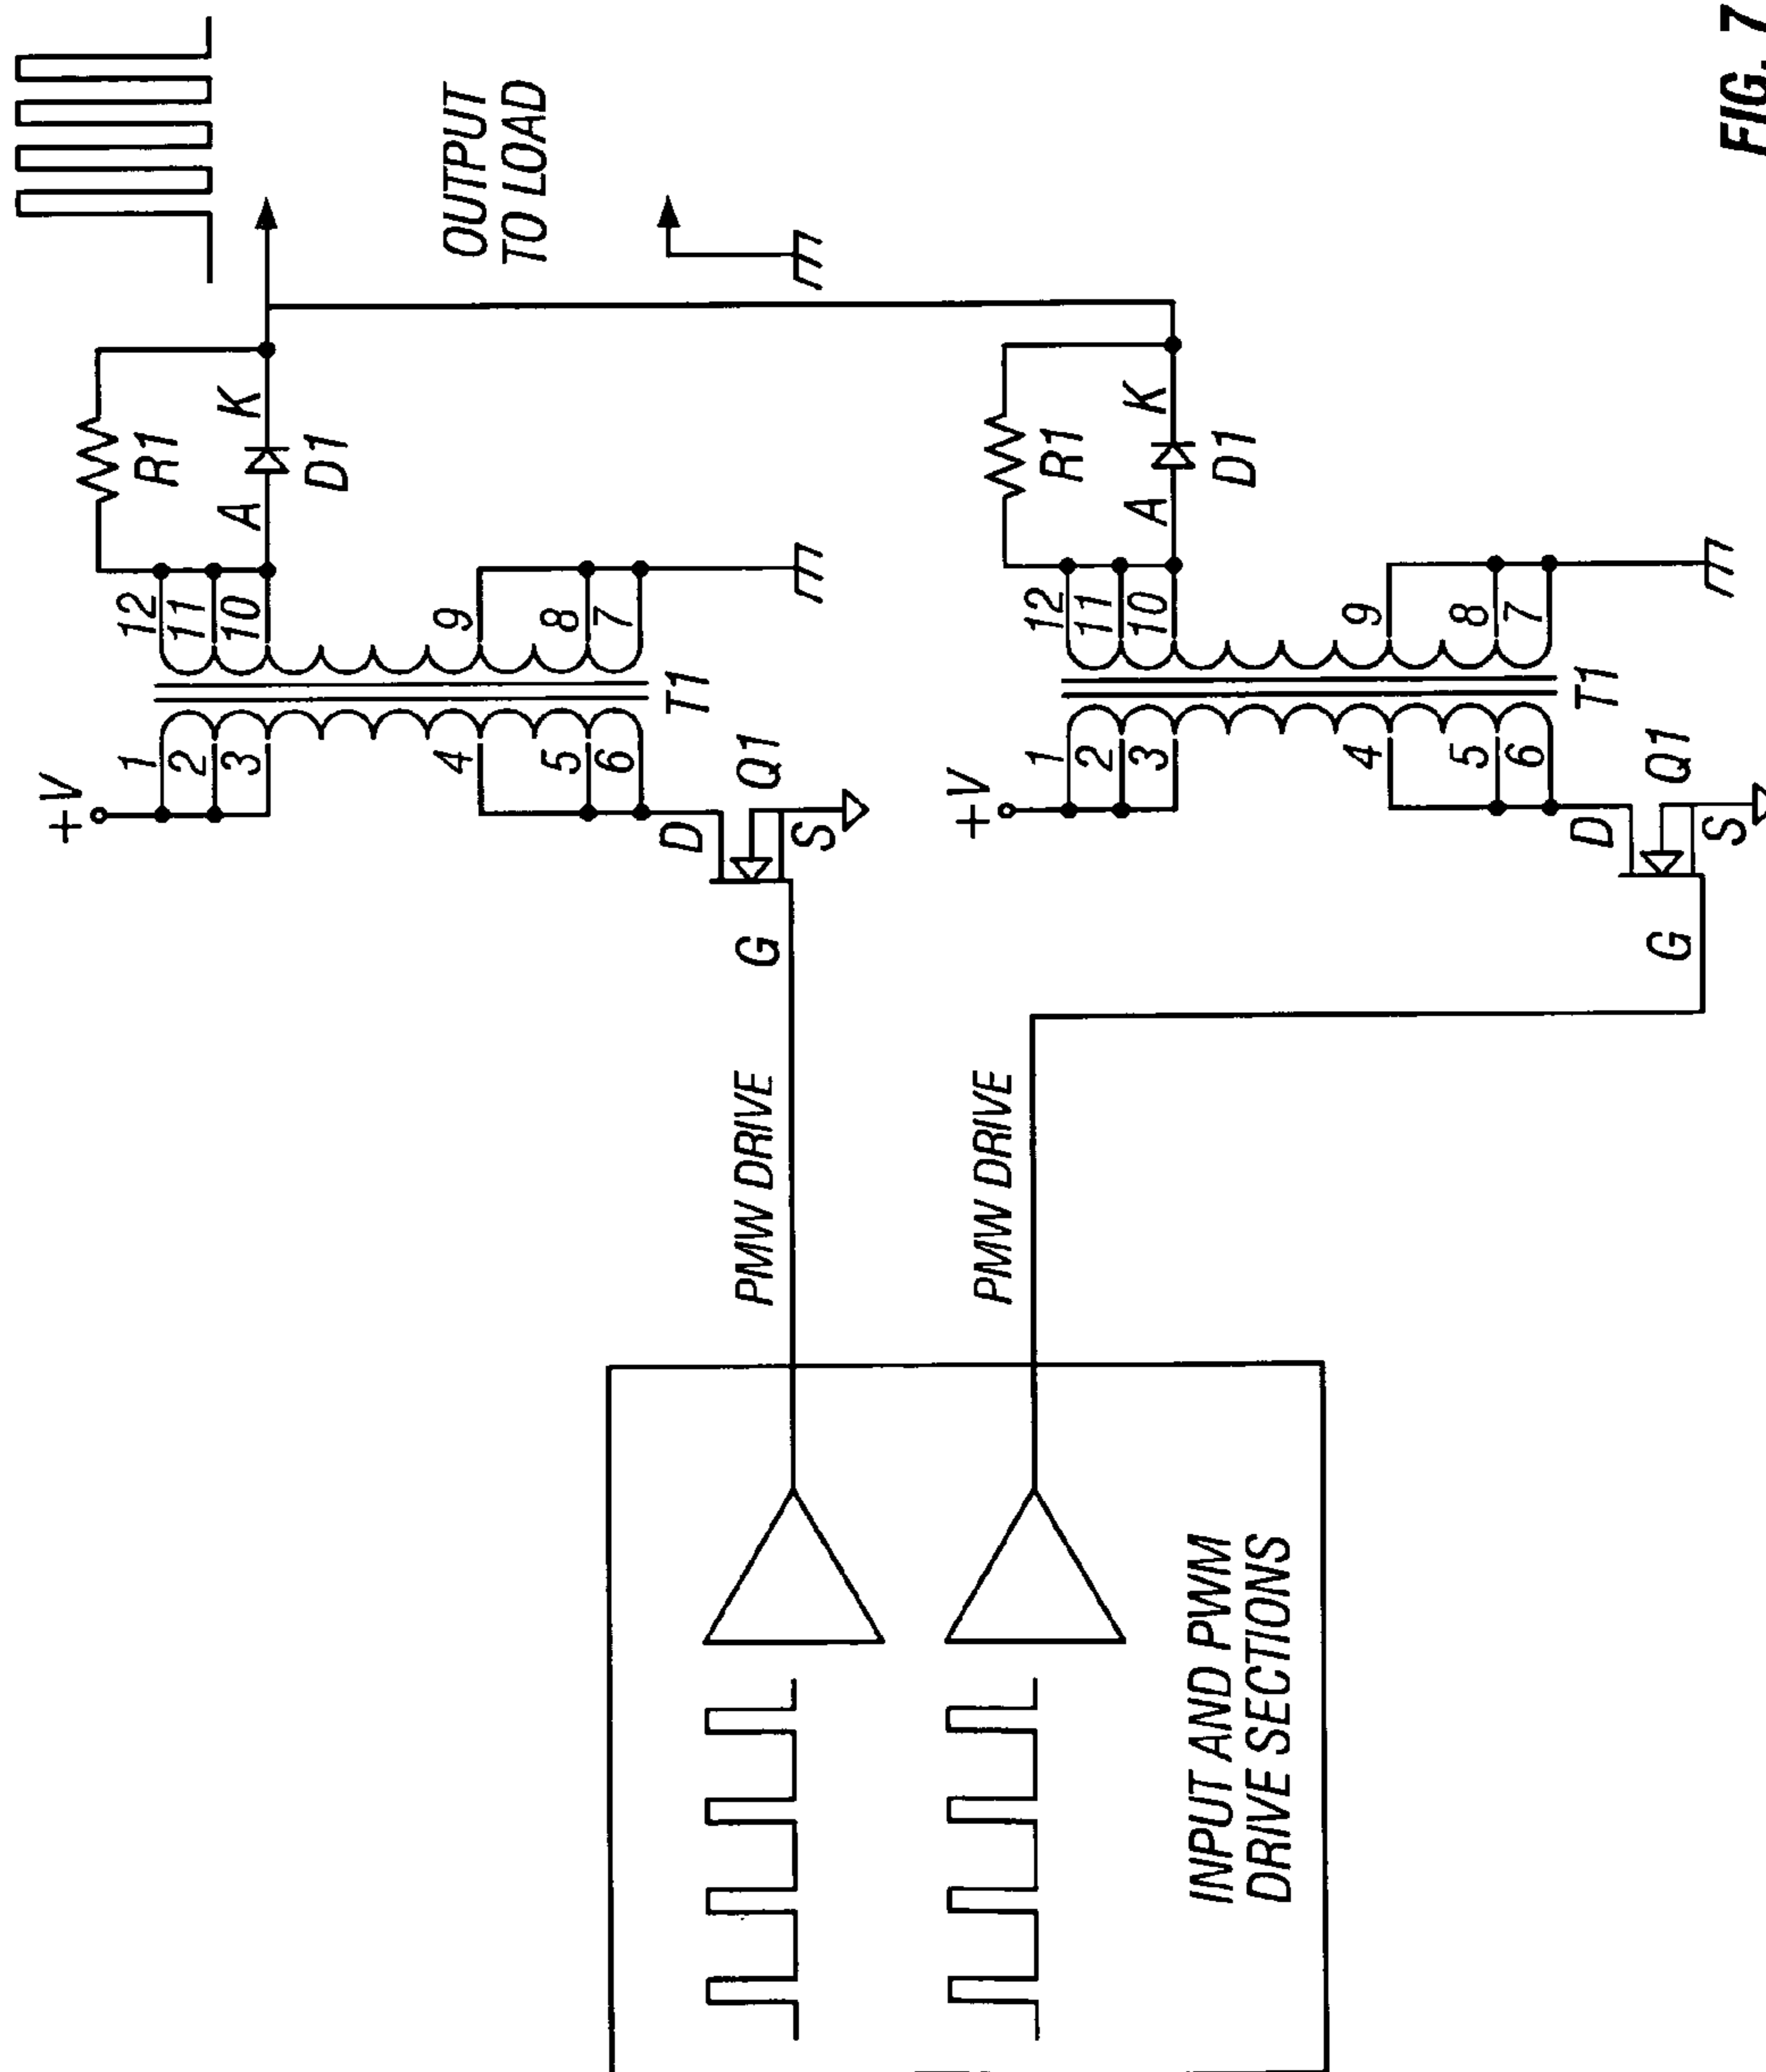 +V
1
2
3
4
5
6
12
11
10
9
8
7
T1
R1
A
K
D1
D
Q1
S
G
OUTPUT
TO LOAD
PMW DRIVE
PMW DRIVE
+V
1
2
3
4
5
6
12
11
10
9
8
7
T1
R1
A
K
D1
D
Q1
S
G
INPUT AND PWM
DRIVE SECTIONS
FIG. 7